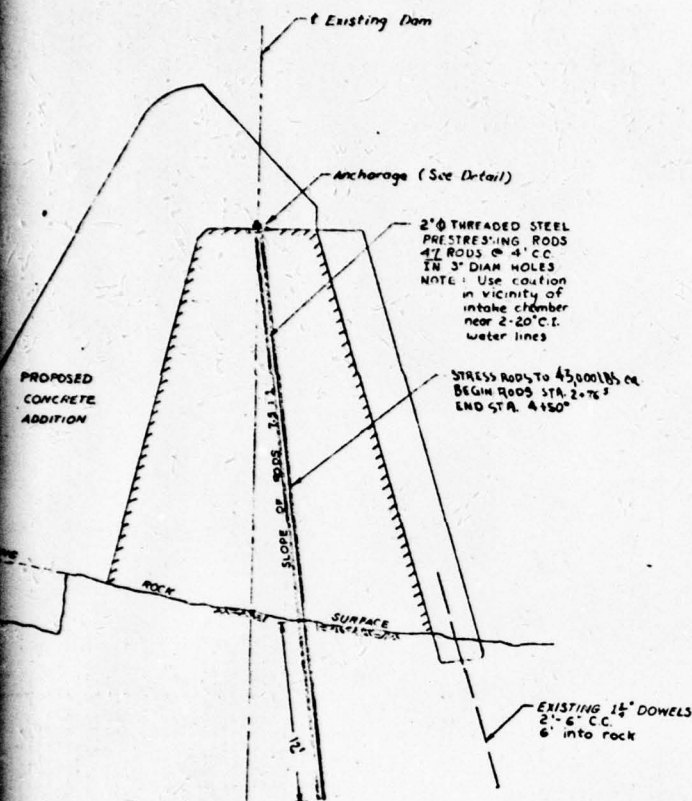 ℄ Existing Dam
Anchorage (See Detail)
2"Φ THREADED STEEL
PRESTRESSING RODS
47 RODS @ 4' C.C.
IN 3" DIAM HOLES
NOTE: Use caution
in vicinity of
intake chamber
near 2-20" C.I.
water lines
PROPOSED
CONCRETE
ADDITION
STRESS RODS TO 43,000 LBS ea.
BEGIN RODS STA. 2+76⁵
END STA. 4+50⁰
SLOPE OF RODS
ROCK
SURFACE
EXISTING 1¼" DOWELS
2'-6" C.C.
6' into rock